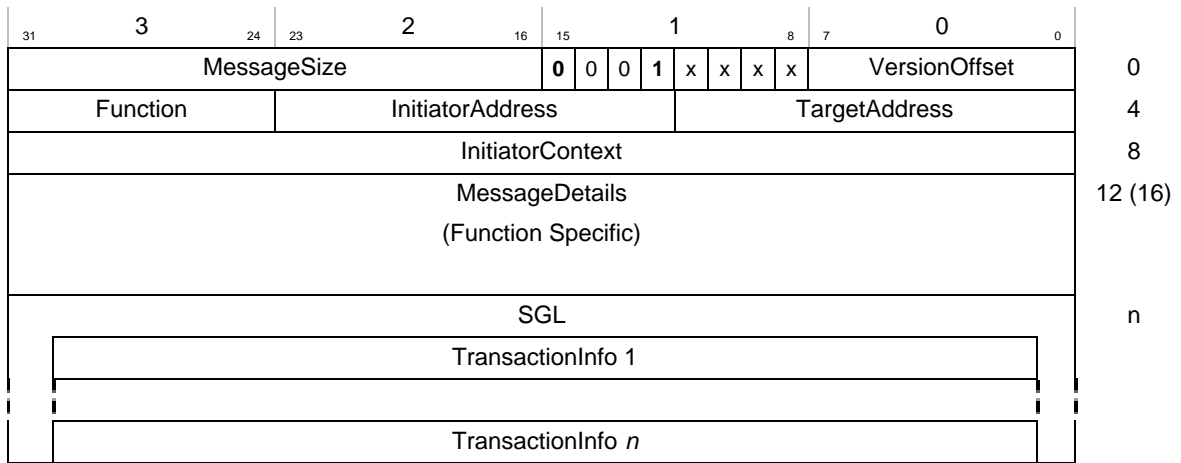 3 2 1 0
31 24 23 16 15 8 7 0
MessageSize 0 0 0 1 x x x x VersionOffset 0
Function InitiatorAddress TargetAddress 4
InitiatorContext 8
MessageDetails 12 (16)
(Function Specific)
SGL n
TransactionInfo 1
TransactionInfo n